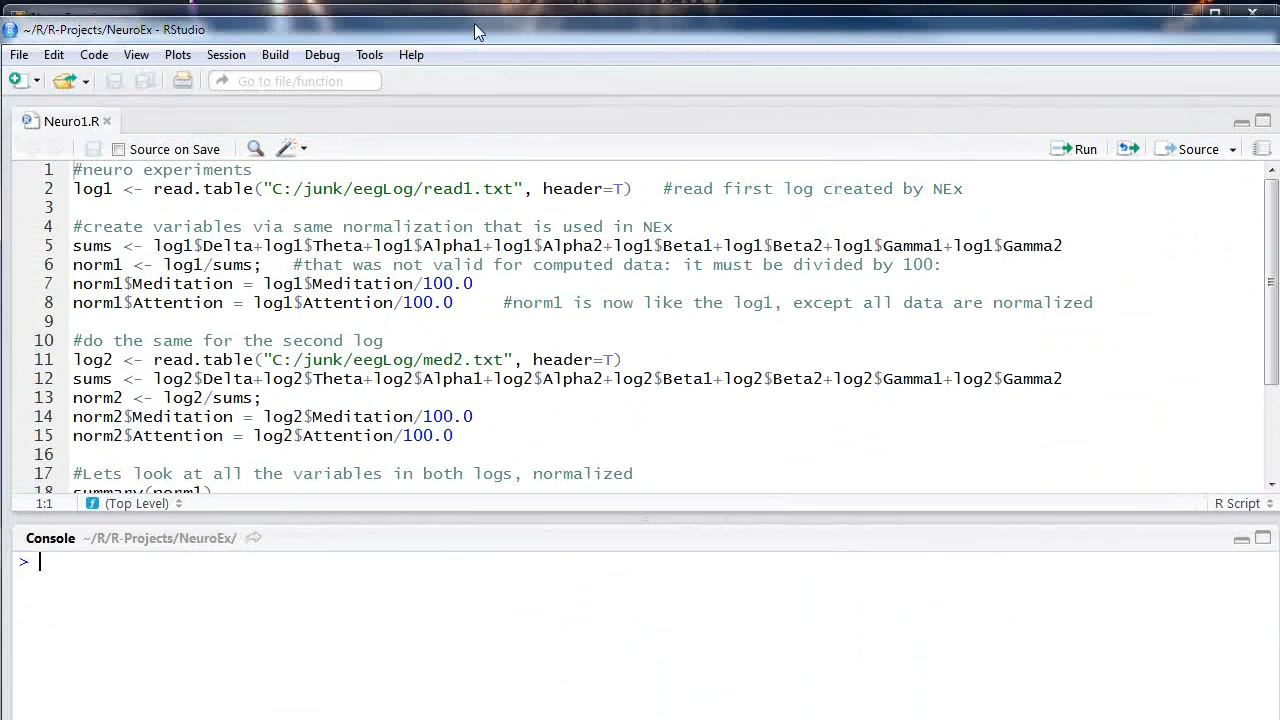 ~/R/R-Projects/NeuroEx - RStudio
File Edit Code View Plots Session Build Debug Tools Help
Go to file/function
Neuro1.R
Source on Save Run Source
1 #neuro experiments
2 log1 <- read.table("C:/junk/eegLog/read1.txt", header=T) #read first log created by NEx
3
4 #create variables via same normalization that is used in NEx
5 sums <- log1$Delta+log1$Theta+log1$Alpha1+log1$Alpha2+log1$Beta1+log1$Beta2+log1$Gamma1+log1$Gamma2
6 norm1 <- log1/sums; #that was not valid for computed data: it must be divided by 100:
7 norm1$Meditation = log1$Meditation/100.0
8 norm1$Attention = log1$Attention/100.0 #norm1 is now like the log1, except all data are normalized
9
10 #do the same for the second log
11 log2 <- read.table("C:/junk/eegLog/med2.txt", header=T)
12 sums <- log2$Delta+log2$Theta+log2$Alpha1+log2$Alpha2+log2$Beta1+log2$Beta2+log2$Gamma1+log2$Gamma2
13 norm2 <- log2/sums;
14 norm2$Meditation = log2$Meditation/100.0
15 norm2$Attention = log2$Attention/100.0
16
17 #Lets look at all the variables in both logs, normalized
18 summary(norm1)
1:1 (Top Level) R Script
Console ~/R/R-Projects/NeuroEx/
>